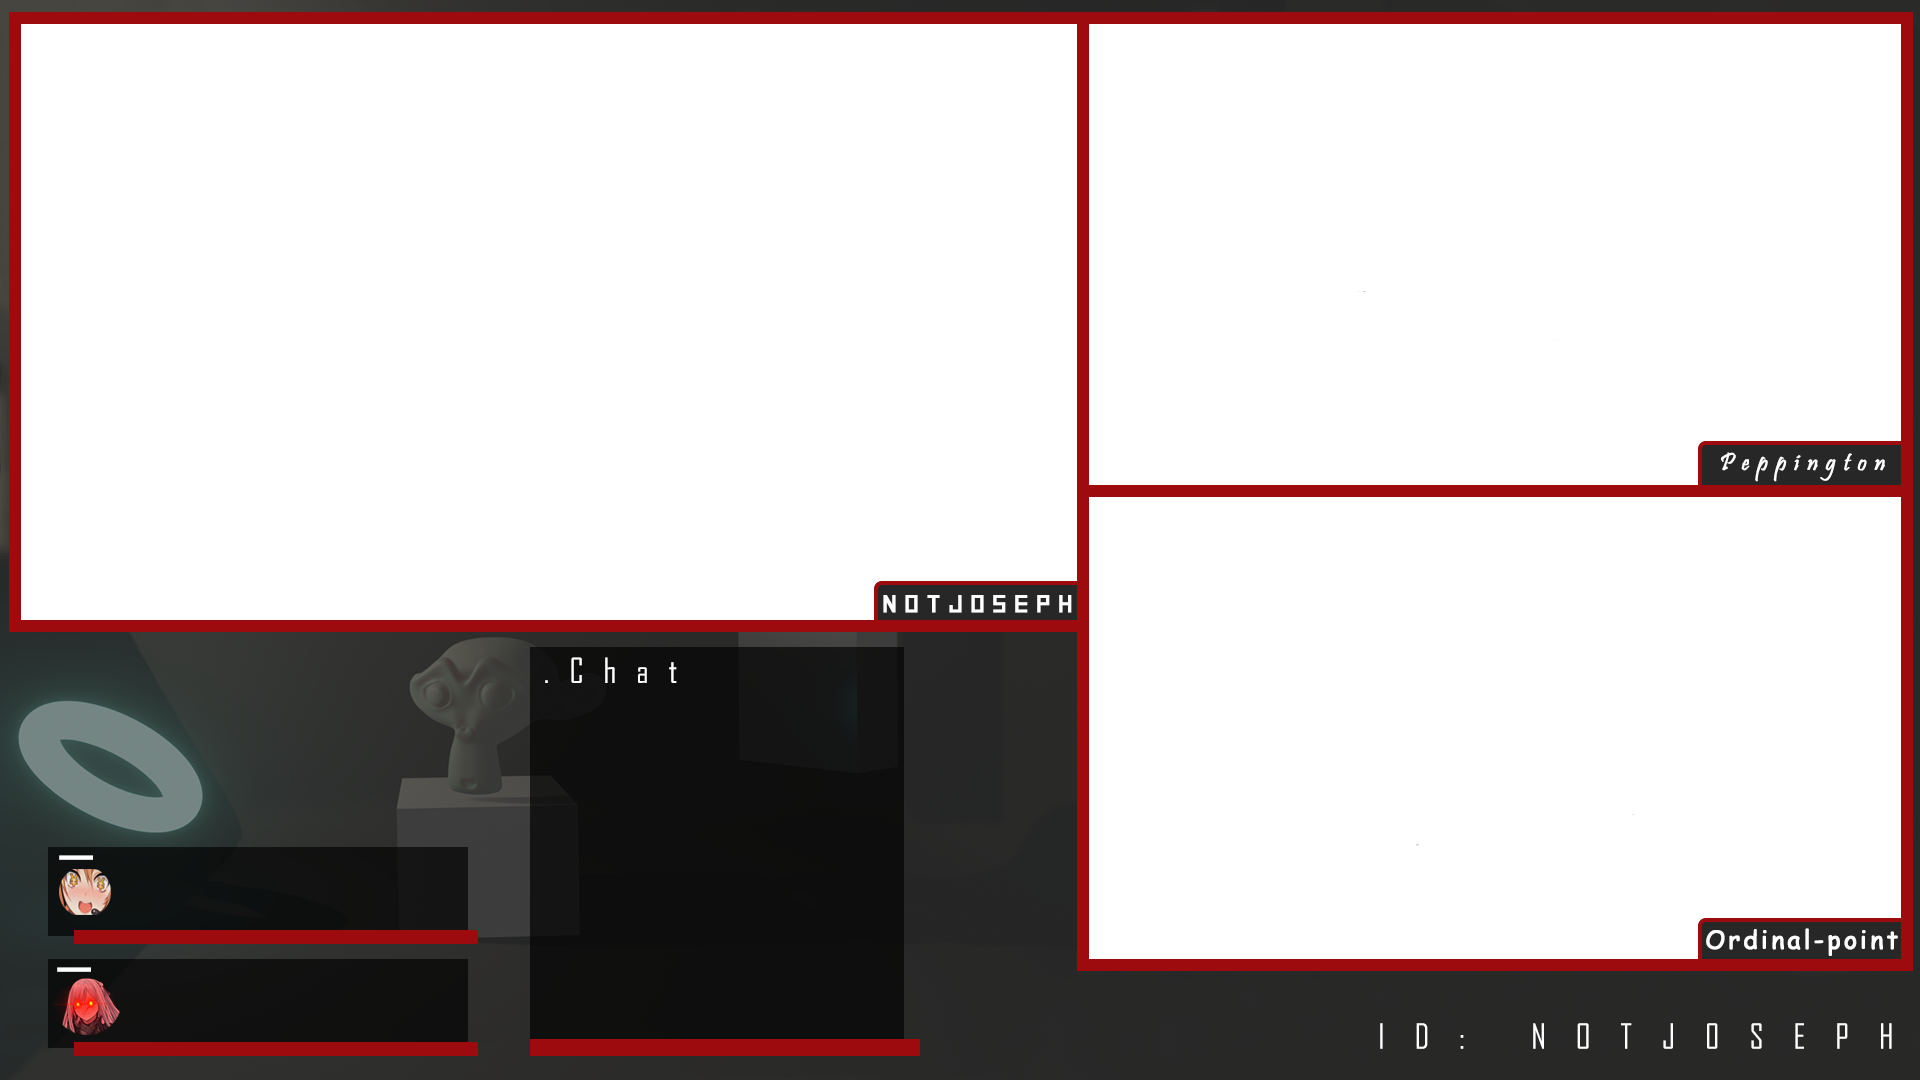 Peppington
NOTJOSEPH
.Chat
Ordinal-point
ID: NOTJOSEPH